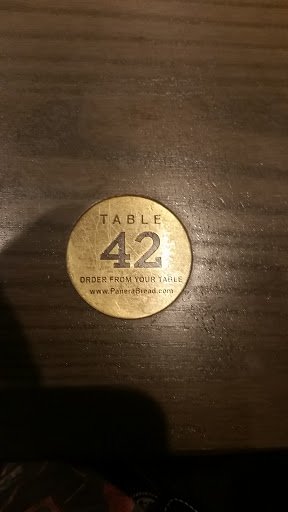 TABLE
42
ORDER FROM YOUR TABLE
www.PaneraBread.com